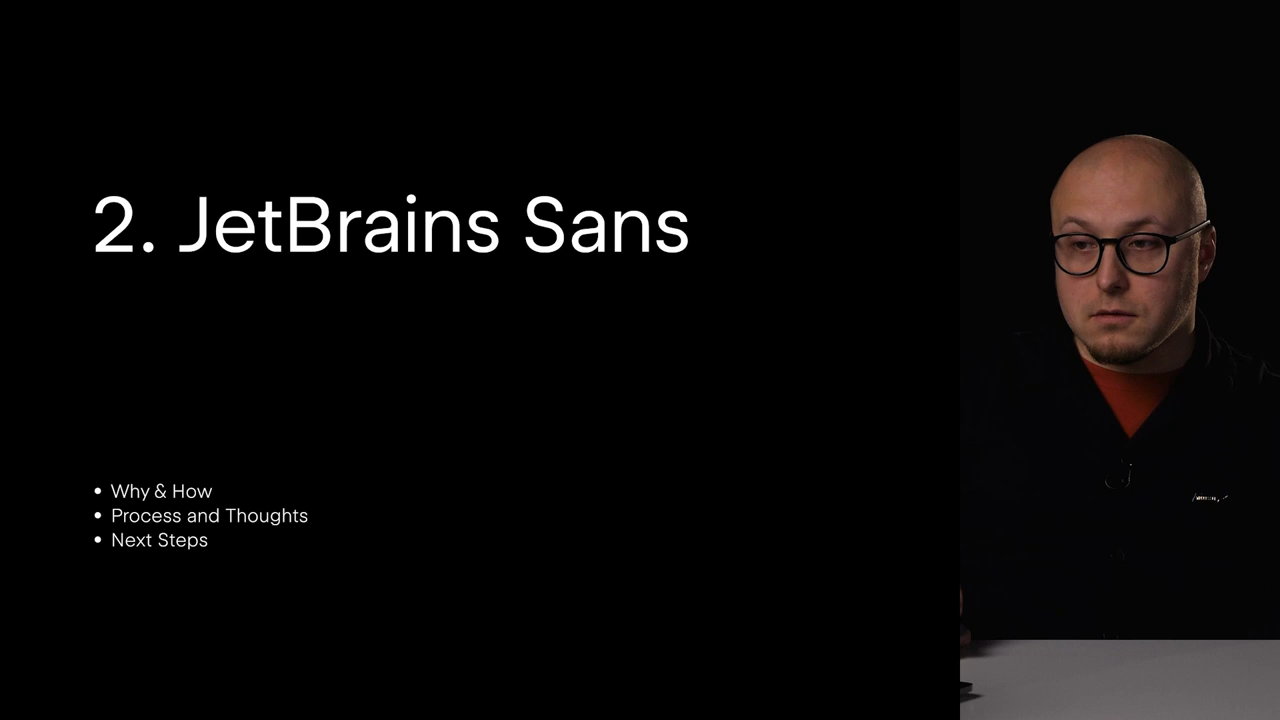 2. JetBrains Sans
• Why & How
• Process and Thoughts
• Next Steps